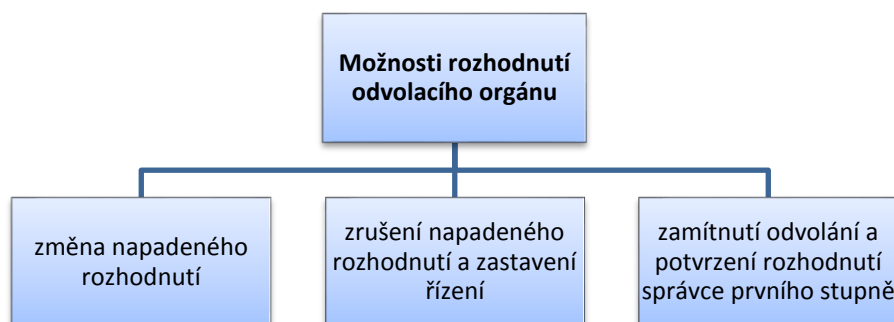 Možnosti rozhodnutí
odvolacího orgánu
změna napadeného
rozhodnutí
zrušení napadeného
rozhodnutí a zastavení
řízení
zamítnutí odvolání a
potvrzení rozhodnutí
správce prvního stupně